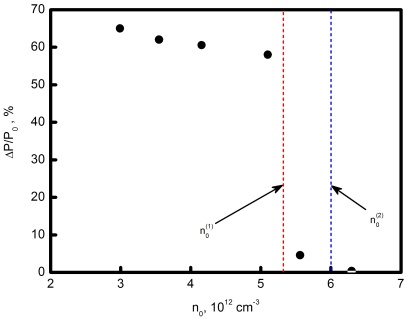 70
60
50
40
30
20
10
0
ΔP/P₀, %
n₀⁽¹⁾
n₀⁽²⁾
2 3 4 5 6 7
n₀, 10¹² cm⁻³